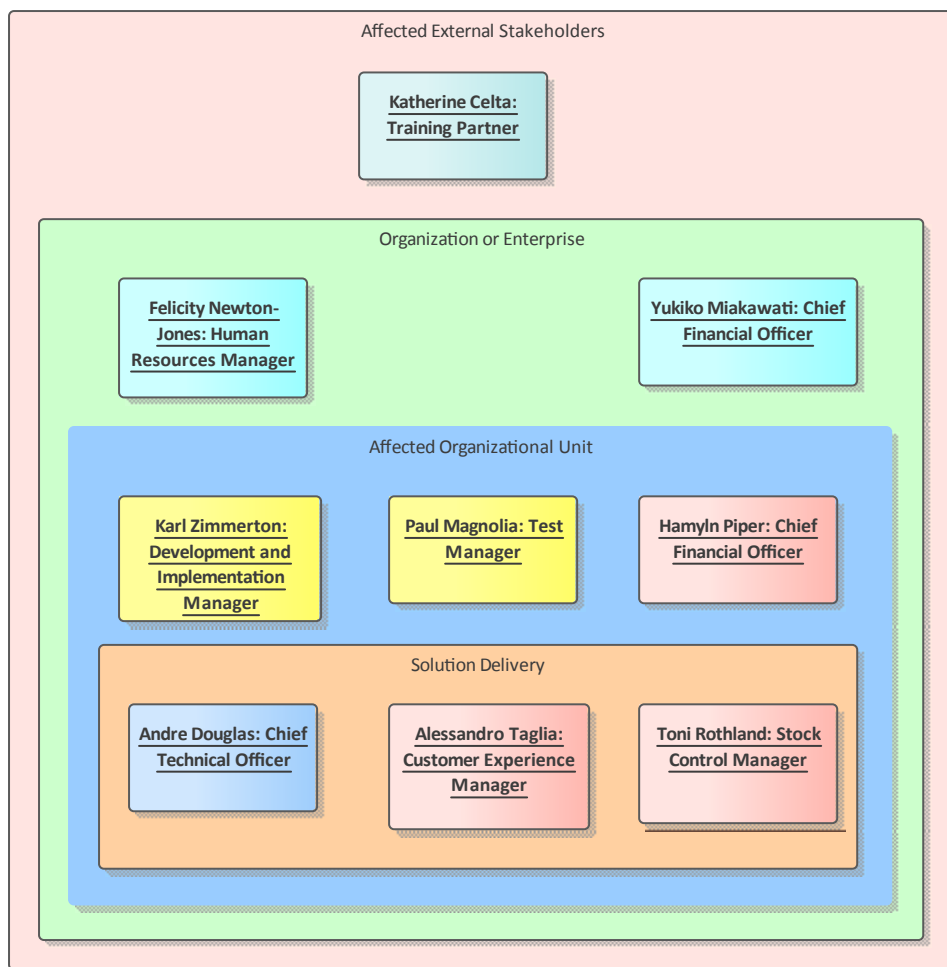 Affected External Stakeholders
Katherine Celta:
Training Partner
Organization or Enterprise
Felicity Newton-
Jones: Human
Resources Manager
Yukiko Miakawati: Chief
Financial Officer
Affected Organizational Unit
Karl Zimmerton:
Development and
Implementation
Manager
Paul Magnolia: Test
Manager
Hamyln Piper: Chief
Financial Officer
Solution Delivery
Andre Douglas: Chief
Technical Officer
Alessandro Taglia:
Customer Experience
Manager
Toni Rothland: Stock
Control Manager